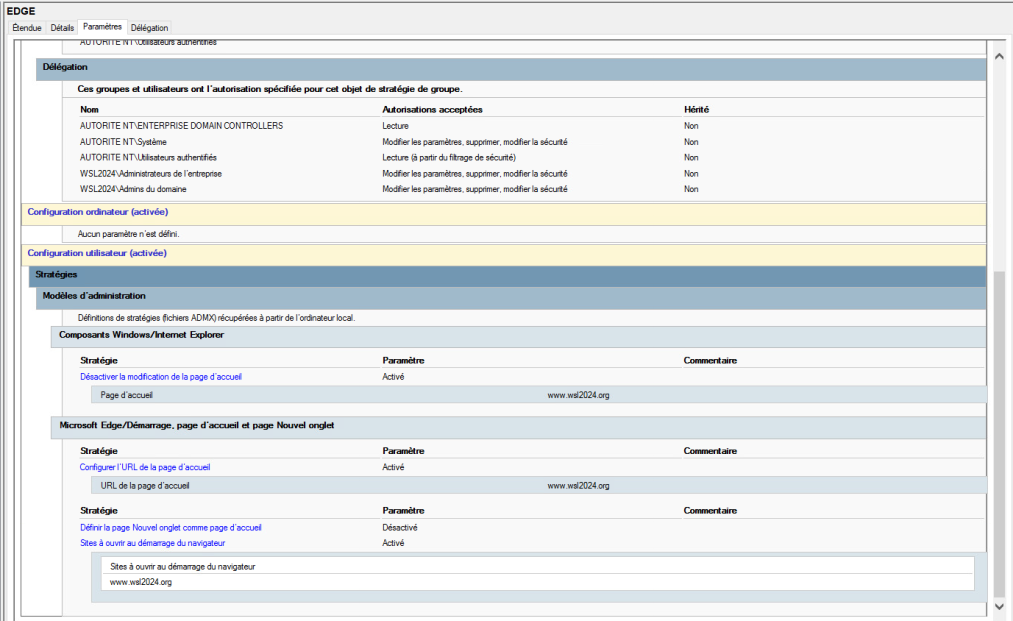 EDGE
Étendue Détails Paramètres Délégation
AUTORITE NT\Utilisateurs authentifiés
Délégation
Ces groupes et utilisateurs ont l'autorisation spécifiée pour cet objet de stratégie de groupe.
Nom Autorisations acceptées Hérité
AUTORITE NT\ENTERPRISE DOMAIN CONTROLLERS Lecture Non
AUTORITE NT\Système Modifier les paramètres, supprimer, modifier la sécurité Non
AUTORITE NT\Utilisateurs authentifiés Lecture (à partir du filtrage de sécurité) Non
WSL2024\Administrateurs de l'entreprise Modifier les paramètres, supprimer, modifier la sécurité Non
WSL2024\Admins du domaine Modifier les paramètres, supprimer, modifier la sécurité Non
Configuration ordinateur (activée)
Aucun paramètre n'est défini.
Configuration utilisateur (activée)
Stratégies
Modèles d'administration
Définitions de stratégies (fichiers ADMX) récupérées à partir de l'ordinateur local.
Composants Windows/Internet Explorer
Stratégie Paramètre Commentaire
Désactiver la modification de la page d'accueil Activé
Page d'accueil www.wsl2024.org
Microsoft Edge/Démarrage, page d'accueil et page Nouvel onglet
Stratégie Paramètre Commentaire
Configurer l'URL de la page d'accueil Activé
URL de la page d'accueil www.wsl2024.org
Stratégie Paramètre Commentaire
Définir la page Nouvel onglet comme page d'accueil Désactivé
Sites à ouvrir au démarrage du navigateur Activé
Sites à ouvrir au démarrage du navigateur
www.wsl2024.org